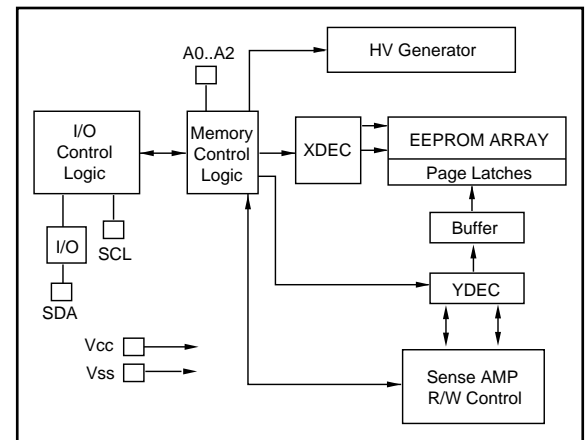 A0..A2
HV Generator
I/O
Control
Logic
Memory
Control
Logic
XDEC
EEPROM ARRAY
Page Latches
I/O
SCL
SDA
Buffer
YDEC
Vcc
Vss
Sense AMP
R/W Control